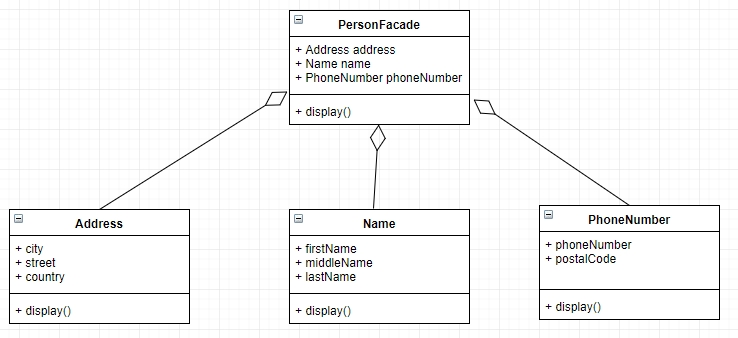 PersonFacade
+ Address address
+ Name name
+ PhoneNumber phoneNumber
+ display()
Address
+ city
+ street
+ country
+ display()
Name
+ firstName
+ middleName
+ lastName
+ display()
PhoneNumber
+ phoneNumber
+ postalCode
+ display()